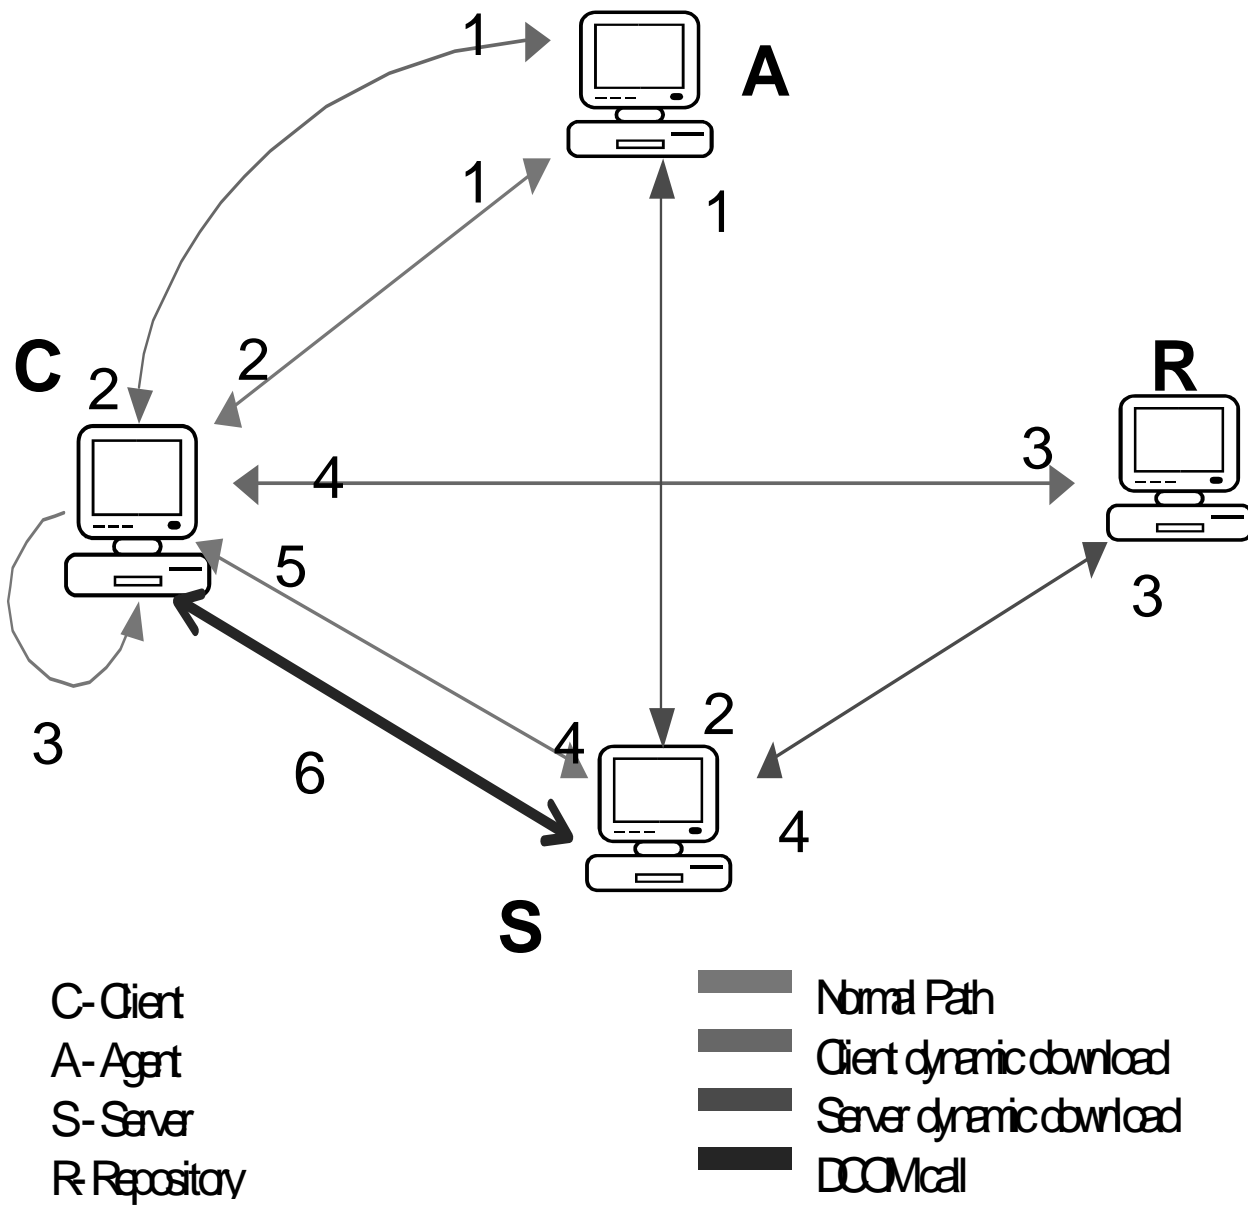 1
A
1
1
C
2
2
R
4
3
5
3
3
6
4
2
4
S
C- Client
A- Agent
S- Server
R- Repository
Normal Path
Client dynamic download
Server dynamic download
DCOM call